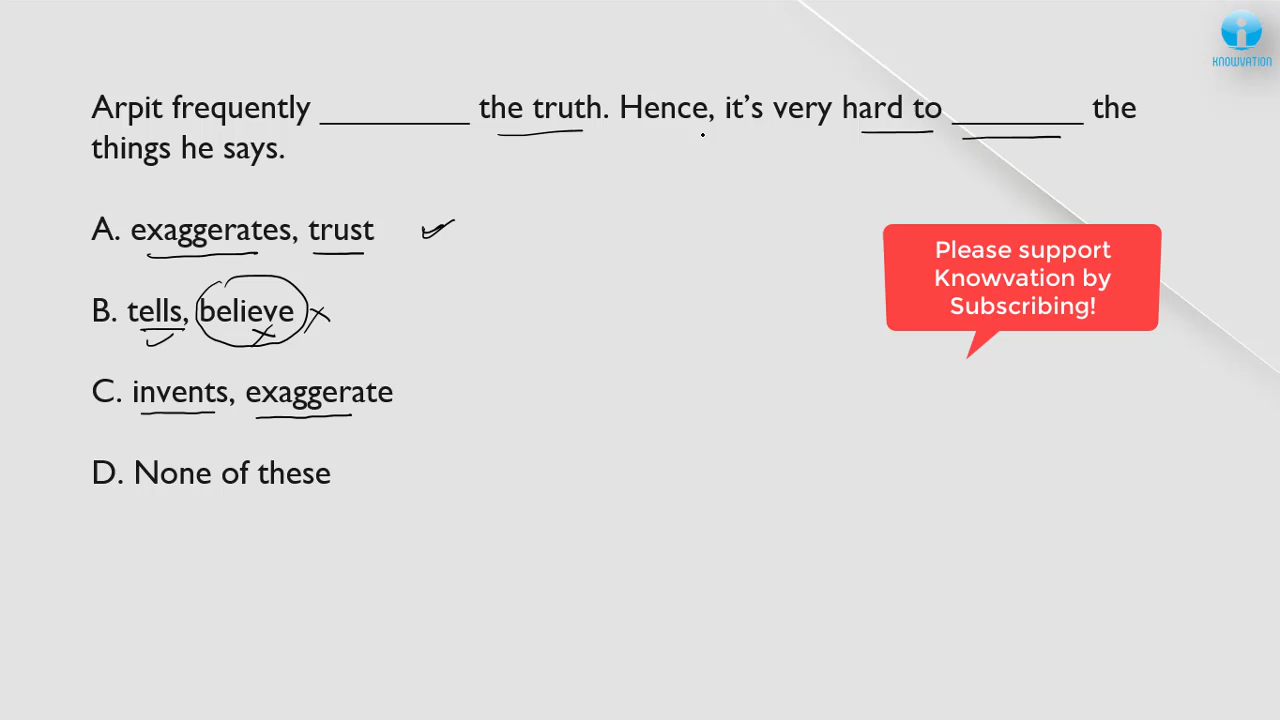 KNOWVATION
Arpit frequently _________ the truth. Hence, it's very hard to ________ the
things he says.
A. exaggerates, trust
B. tells, believe
C. invents, exaggerate
D. None of these
Please support
Knowvation by
Subscribing!